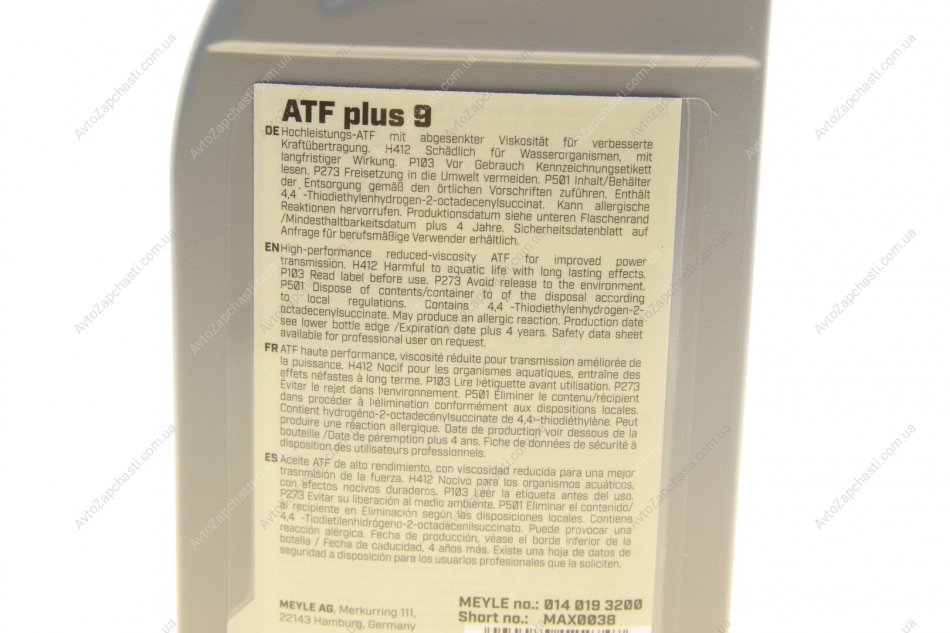 ATF plus 9
DE Hochleistungs-ATF mit abgesenkter Viskosität für verbesserte
Kraftübertragung. H412 Schädlich für Wasserorganismen, mit
langfristiger Wirkung. P103 Vor Gebrauch Kennzeichnungsetikett
lesen. P273 Freisetzung in die Umwelt vermeiden. P501 Inhalt/Behälter
der Entsorgung gemäß den örtlichen Vorschriften zuführen. Enthält
4,4´-Thiodiethylenhydrogen-2-octadecenylsuccinat. Kann allergische
Reaktionen hervorrufen. Produktionsdatum siehe unteren Flaschenrand
/Mindesthaltbarkeitsdatum plus 4 Jahre. Sicherheitsdatenblatt auf
Anfrage für berufsmäßige Verwender erhältlich.
EN High-performance reduced-viscosity ATF for improved power
transmission. H412 Harmful to aquatic life with long lasting effects.
P103 Read label before use. P273 Avoid release to the environment.
P501 Dispose of contents/container to of the disposal according
to local regulations. Contains 4,4´-Thiodiethylenhydrogen-2-
octadecenylsuccinate. May produce an allergic reaction. Production date
see lower bottle edge /Expiration date plus 4 years. Safety data sheet
available for professional user on request.
FR ATF haute performance, viscosité réduite pour transmission améliorée de
la puissance. H412 Nocif pour les organismes aquatiques, entraîne des
effets néfastes à long terme. P103 Lire Þétiquette avant utilisation. P273
Éviter le rejet dans Þenvironnement. P501 Éliminer le contenu/récipient
dans procéder à Þélimination conformément aux dispositions locales.
Contient hydrogéno-2-octadecénylsuccinate de 4,4›-thiodiéthylène. Peut
produire une réaction allergique. Date de production voir dessous de la
bouteille /Date de péremption plus 4 ans. Fiche de données de sécurité à
disposition des utilisateurs professionnels.
ES Aceite ATF de alto rendimiento, con viscosidad reducida para una mejor
trasnmisión de la fuerza. H412 Nocivo para los organismos acuáticos,
con efectos nocivos duraderos. P103 Leer la etiqueta antes del uso.
P273 Evitar su liberación al medio ambiente. P501 Eliminar el contenido/
al recipiente en Eliminación según las disposiciones locales. Contiene
4,4´-Tiodietilenhidrógeno-2-octadecenilsuccinato. Puede provocar una
reacción alérgica. Fecha de producción, véase el borde inferior de la
botella / Fecha de caducidad, 4 años más. Existe una hoja de datos de
seguridad a disposición para los usuarios profesionales que la soliciten.
MEYLE AG, Merkurring 111,
22143 Hamburg, Germany
MEYLE no.: 014 019 3200
Short no.: MAX0038
AvtoZapchasti.com.ua